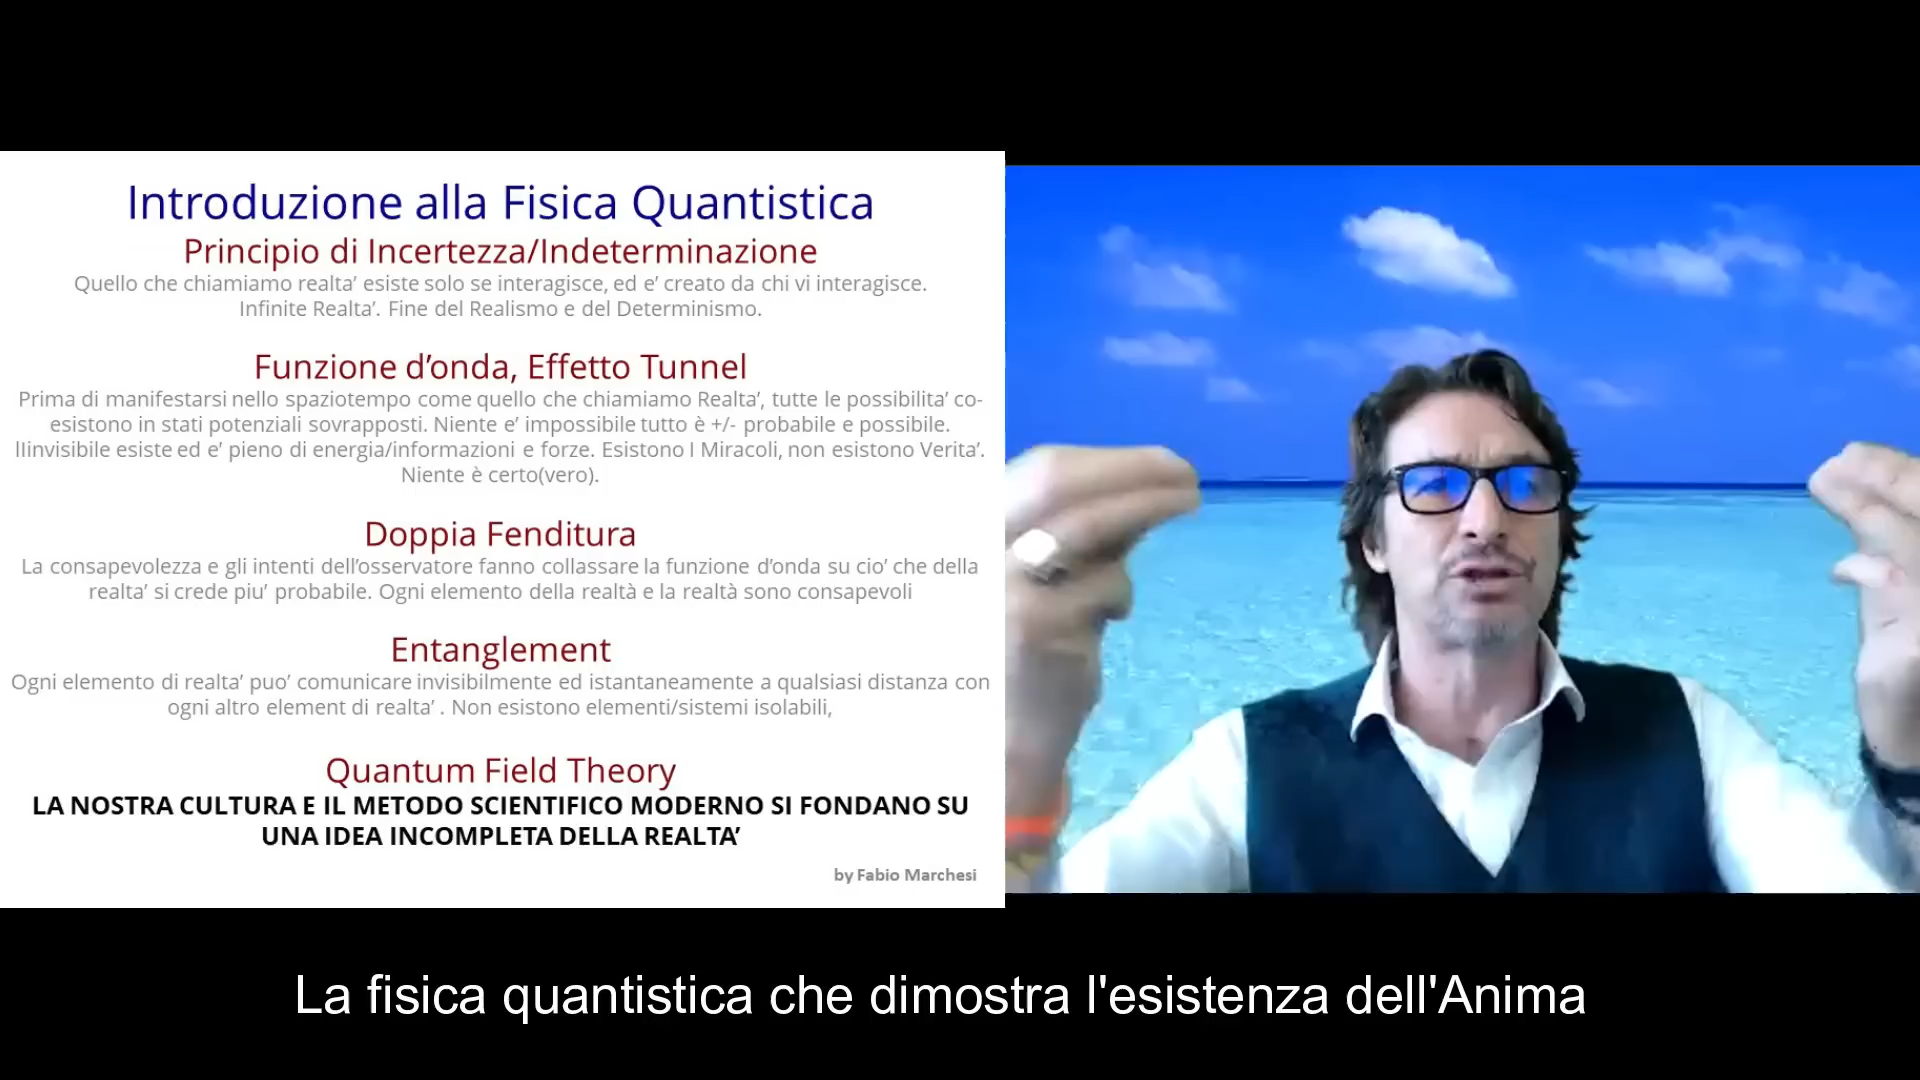 Introduzione alla Fisica Quantistica
Principio di Incertezza/Indeterminazione
Quello che chiamiamo realta’ esiste solo se interagisce, ed e’ creato da chi vi interagisce.
Infinite Realta’. Fine del Realismo e del Determinismo.
Funzione d’onda, Effetto Tunnel
Prima di manifestarsi nello spaziotempo come quello che chiamiamo Realta’, tutte le possibilita’ co-
esistono in stati potenziali sovrapposti. Niente e’ impossibile tutto è +/- probabile e possibile.
lIinvisibile esiste ed e’ pieno di energia/informazioni e forze. Esistono I Miracoli, non esistono Verita’.
Niente è certo(vero).
Doppia Fenditura
La consapevolezza e gli intenti dell’osservatore fanno collassare la funzione d’onda su cio’ che della
realta’ si crede piu’ probabile. Ogni elemento della realtà e la realtà sono consapevoli
Entanglement
Ogni elemento di realta’ puo’ comunicare invisibilmente ed istantaneamente a qualsiasi distanza con
ogni altro element di realta’ . Non esistono elementi/sistemi isolabili,
Quantum Field Theory
LA NOSTRA CULTURA E IL METODO SCIENTIFICO MODERNO SI FONDANO SU
UNA IDEA INCOMPLETA DELLA REALTA’
by Fabio Marchesi
La fisica quantistica che dimostra l'esistenza dell'Anima